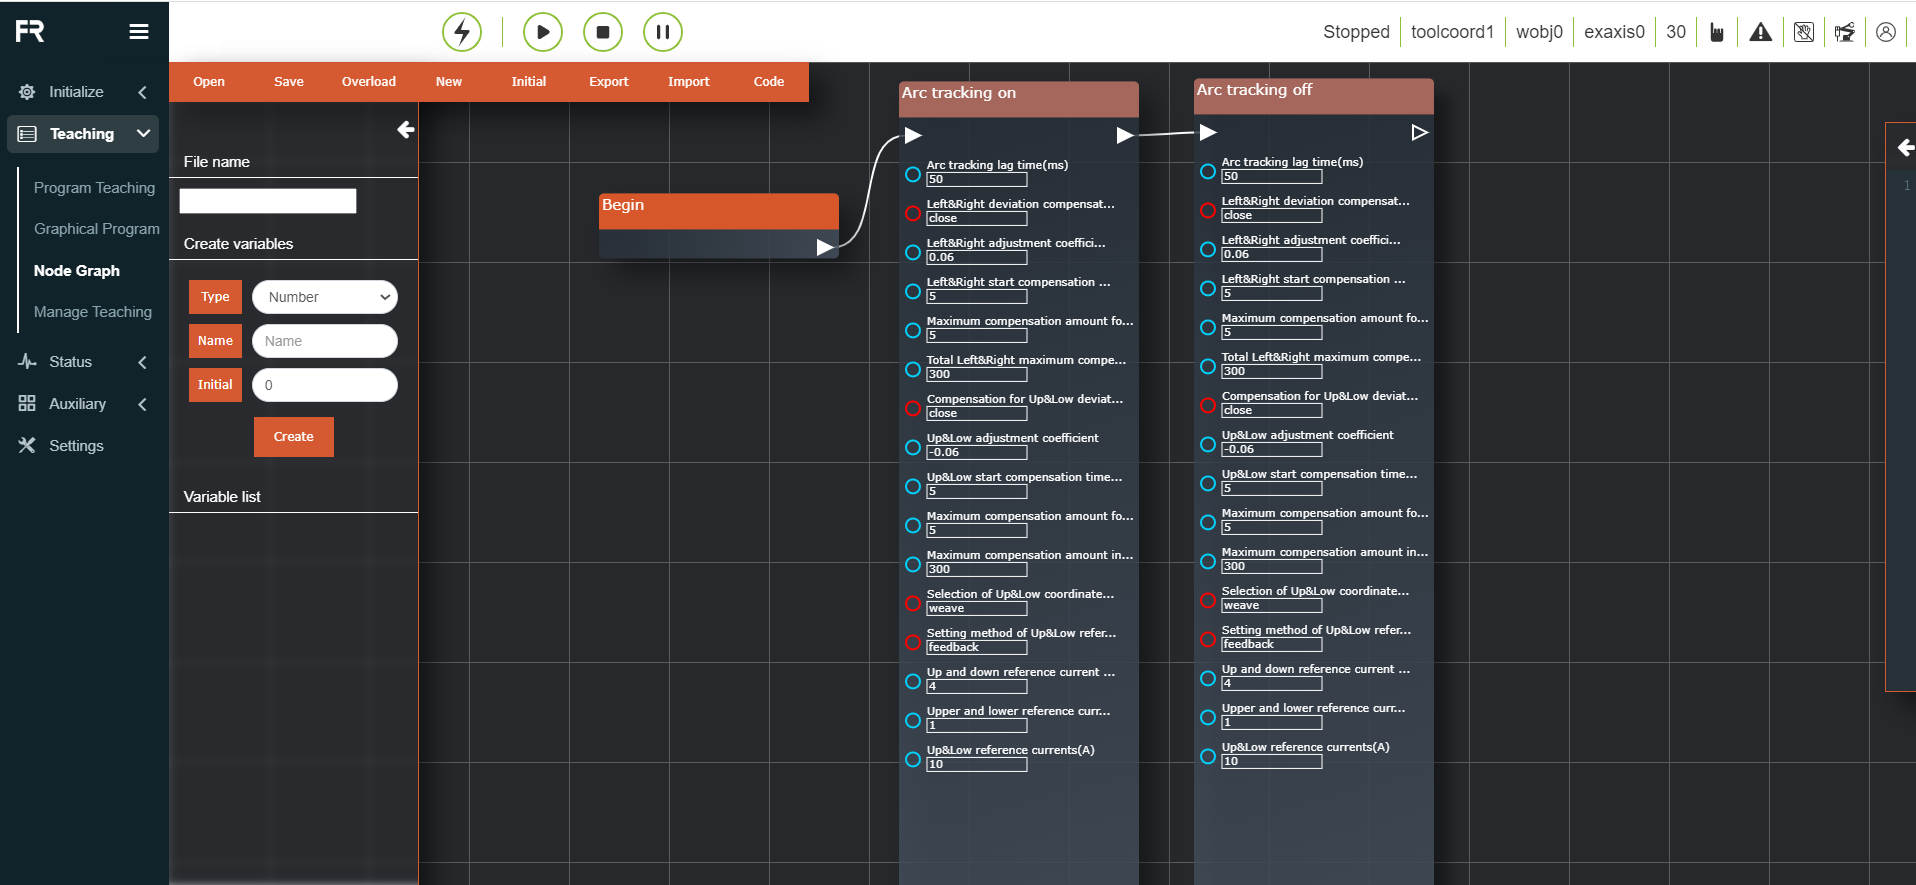 FR
Stopped
toolcoord1
wobj0
exaxis0
30
Initialize
Teaching
Program Teaching
Graphical Program
Node Graph
Manage Teaching
Status
Auxiliary
Settings
Open
Save
Overload
New
Initial
Export
Import
Code
File name
Create variables
Type
Number
Name
Name
Initial
0
Create
Variable list
Begin
Arc tracking on
Arc tracking lag time(ms)
50
Left&Right deviation compensat...
close
Left&Right adjustment coeffici...
0.06
Left&Right start compensation ...
5
Maximum compensation amount fo...
5
Total Left&Right maximum compe...
300
Compensation for Up&Low deviat...
close
Up&Low adjustment coefficient
-0.06
Up&Low start compensation time...
5
Maximum compensation amount fo...
5
Maximum compensation amount in...
300
Selection of Up&Low coordinate...
weave
Setting method of Up&Low refer...
feedback
Up and down reference current ...
4
Upper and lower reference curr...
1
Up&Low reference currents(A)
10
Arc tracking off
Arc tracking lag time(ms)
50
Left&Right deviation compensat...
close
Left&Right adjustment coeffici...
0.06
Left&Right start compensation ...
5
Maximum compensation amount fo...
5
Total Left&Right maximum compe...
300
Compensation for Up&Low deviat...
close
Up&Low adjustment coefficient
-0.06
Up&Low start compensation time...
5
Maximum compensation amount fo...
5
Maximum compensation amount in...
300
Selection of Up&Low coordinate...
weave
Setting method of Up&Low refer...
feedback
Up and down reference current ...
4
Upper and lower reference curr...
1
Up&Low reference currents(A)
10
1